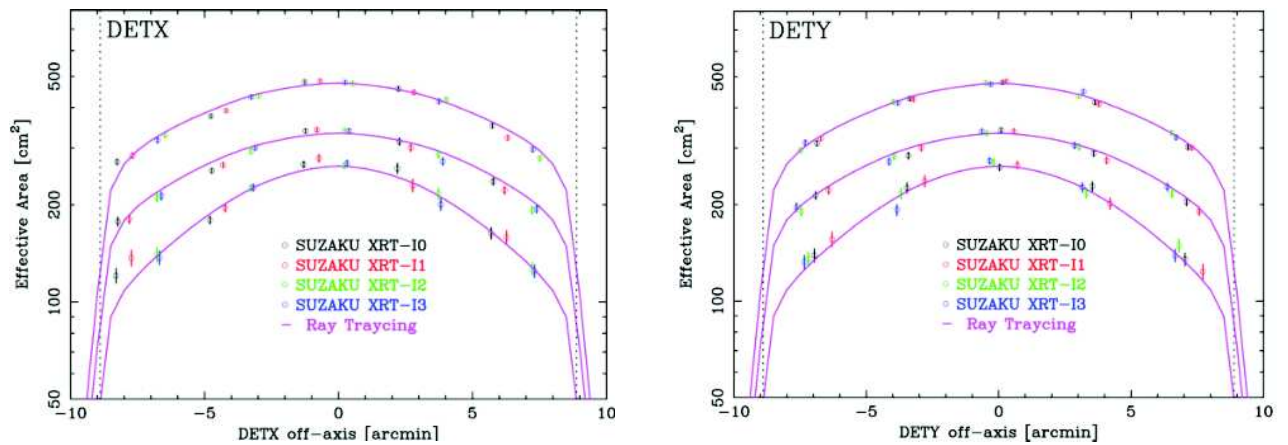 DETX
Effective Area [cm²]
500
200
100
50
SUZAKU XRT-I0
SUZAKU XRT-I1
SUZAKU XRT-I2
SUZAKU XRT-I3
Ray Traycing
-10 -5 0 5 10
DETX off-axis [arcmin]
DETY
Effective Area [cm²]
500
200
100
50
SUZAKU XRT-I0
SUZAKU XRT-I1
SUZAKU XRT-I2
SUZAKU XRT-I3
Ray Traycing
-10 -5 0 5 10
DETY off-axis [arcmin]